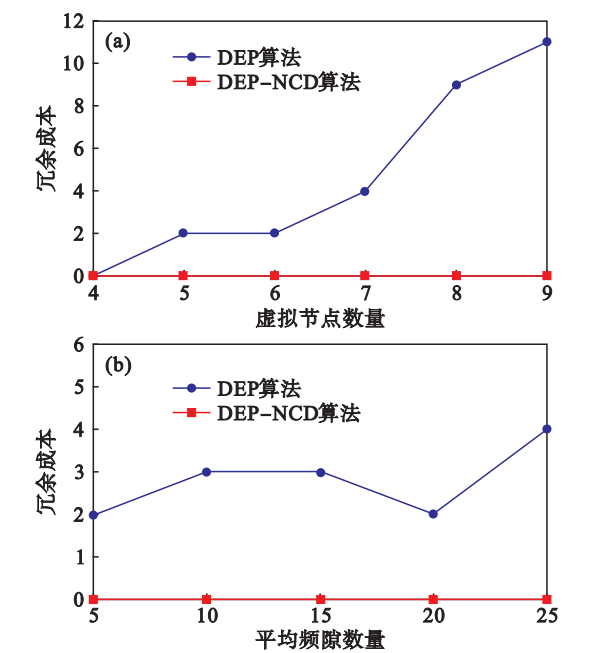 12
(a)
DEP算法
10
DEP-NCD算法
8
冗余成本
6
4
2
0
4 5 6 7 8 9
虚拟节点数量
6
(b)
5
DEP算法
DEP-NCD算法
4
冗余成本
3
2
1
0
5 10 15 20 25
平均频隙数量